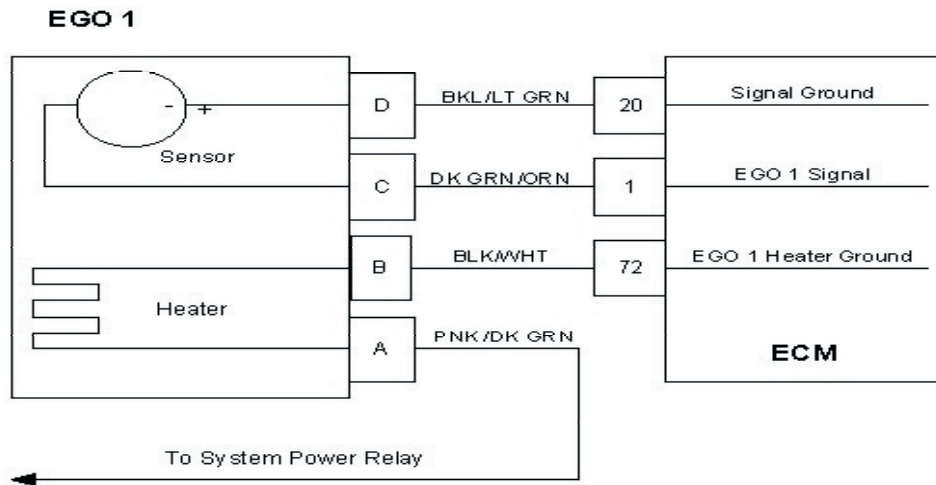 EGO 1
D BKL/LT GRN 20 Signal Ground
- +
Sensor
C DK GRN/ORN 1 EGO 1 Signal
B BLK/WHT 72 EGO 1 Heater Ground
Heater
A PNK/DK GRN
ECM
To System Power Relay